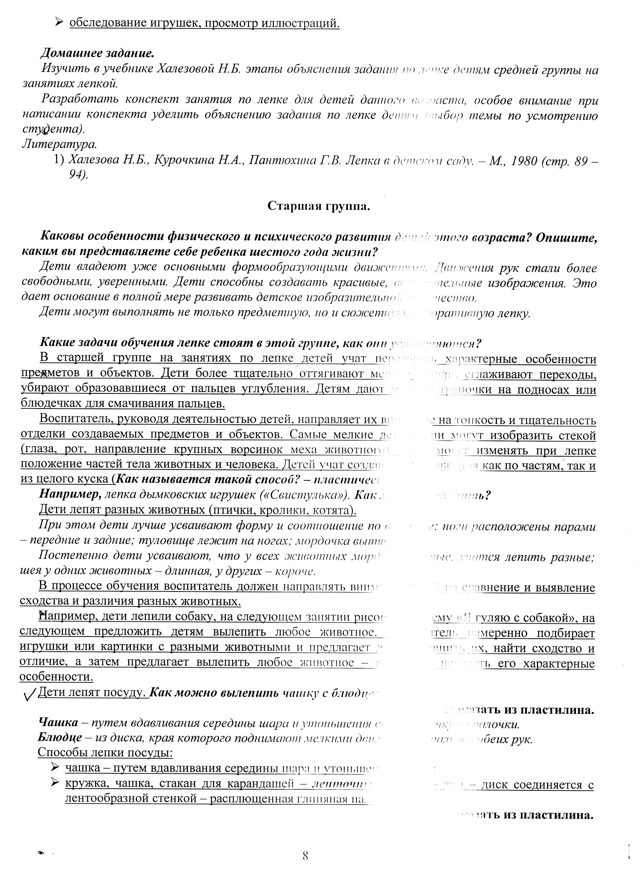 ➢ обследование игрушек, просмотр иллюстраций.
Домашнее задание.
Изучить в учебнике Халезовой Н.Б. этапы объяснения задания по лепке детям средней группы на
занятиях лепкой.
Разработать конспект занятия по лепке для детей данного возраста, особое внимание при
написании конспекта уделить объяснению задания по лепке детям (выбор темы по усмотрению
студента).
Литература.
1) Халезова Н.Б., Курочкина Н.А., Пантюхина Г.В. Лепка в детском саду. – М., 1980 (стр. 89 –
94).
Старшая группа.
Каковы особенности физического и психического развития детей этого возраста? Опишите,
каким вы представляете себе ребенка шестого года жизни?
Дети владеют уже основными формообразующими движениями. Движения рук стали более
свободными, уверенными. Дети способны создавать красивые, изображения. Это
дает основание в полной мере развивать детское изобразительное творчество.
Дети могут выполнять не только предметную, но и сюжетную, декоративную лепку.
Какие задачи обучения лепке стоят в этой группе, как они
В старшей группе на занятиях по лепке детей учат характерные особенности
предметов и объектов. Дети более тщательно оттягивают сглаживают переходы,
убирают образовавшиеся от пальцев углубления. Детям дают на подносах или
блюдечках для смачивания пальцев.
Воспитатель, руководя деятельностью детей, направляет их на тонкость и тщательность
отделки создаваемых предметов и объектов. Самые мелкие могут изобразить стекой
(глаза, рот, направление крупных ворсинок меха животного изменять при лепке
положение частей тела животных и человека. Детей учат как по частям, так и
из целого куска (Как называется такой способ? –
Например, лепка дымковских игрушек («Свистулька»). Как
Дети лепят разных животных (птички, кролики, котята).
При этом дети лучше усваивают форму и соотношение по ноги расположены парами
– передние и задние; туловище лежит на ногах; мордочка
Постепенно дети усваивают, что у всех животных учатся лепить разные;
шея у одних животных – длинная, у других – короче.
В процессе обучения воспитатель должен направлять сравнение и выявление
сходства и различия разных животных.
Например, дети лепили собаку, на следующем занятии «Я гуляю с собакой», на
следующем предложить детям вылепить любое животное. намеренно подбирает
игрушки или картинки с разными животными и предлагает их, найти сходство и
отличие, а затем предлагает вылепить любое животное – его характерные
особенности.
✓ Дети лепят посуду. Как можно вылепить чашку с
из пластилина.
Чашка – путем вдавливания середины шара и утоньшения
Блюдце – из диска, края которого поднимают мелкими обеих рук.
Способы лепки посуды:
➢ чашка – путем вдавливания середины шара и
➢ кружка, чашка, стакан для карандашей – – диск соединяется с
лентообразной стенкой – расплющенная глиняная
из пластилина.
8